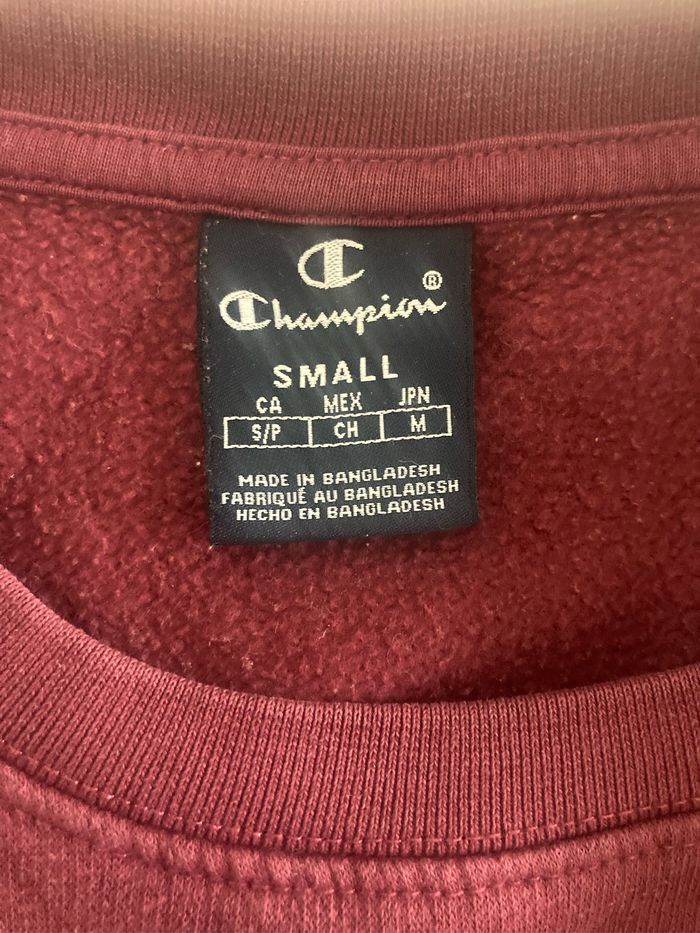 Champion®
SMALL
CA MEX JPN
S/P CH M
MADE IN BANGLADESH
FABRIQUÉ AU BANGLADESH
HECHO EN BANGLADESH